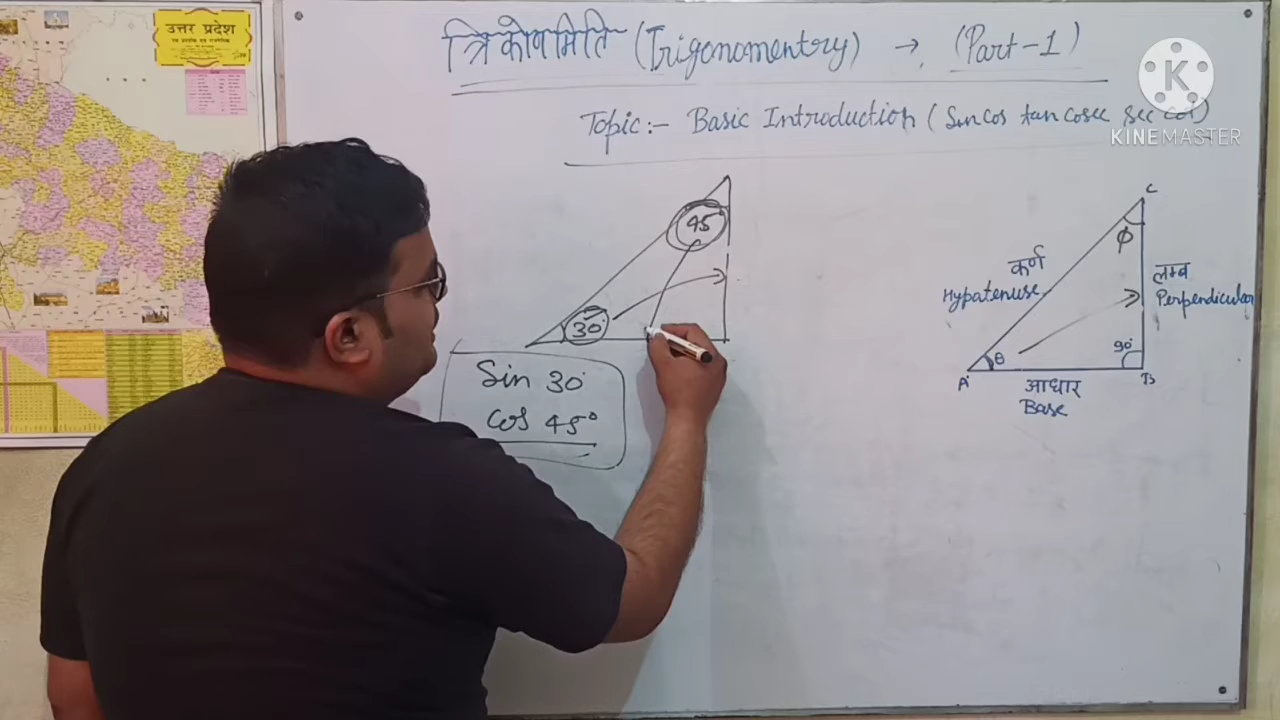 उत्तर प्रदेश
त्रिकोणमिति (Trigonomentry) → (Part-1)
Topic:- Basic Introduction (Sin cos tan cosec sec cot)
K
KINEMASTER
45
30°
Sin 30°
cos 45°
C
ϕ
कर्ण
Hypatenuse
लम्ब
Perpendicular
90°
θ
A
B
आधार
Base